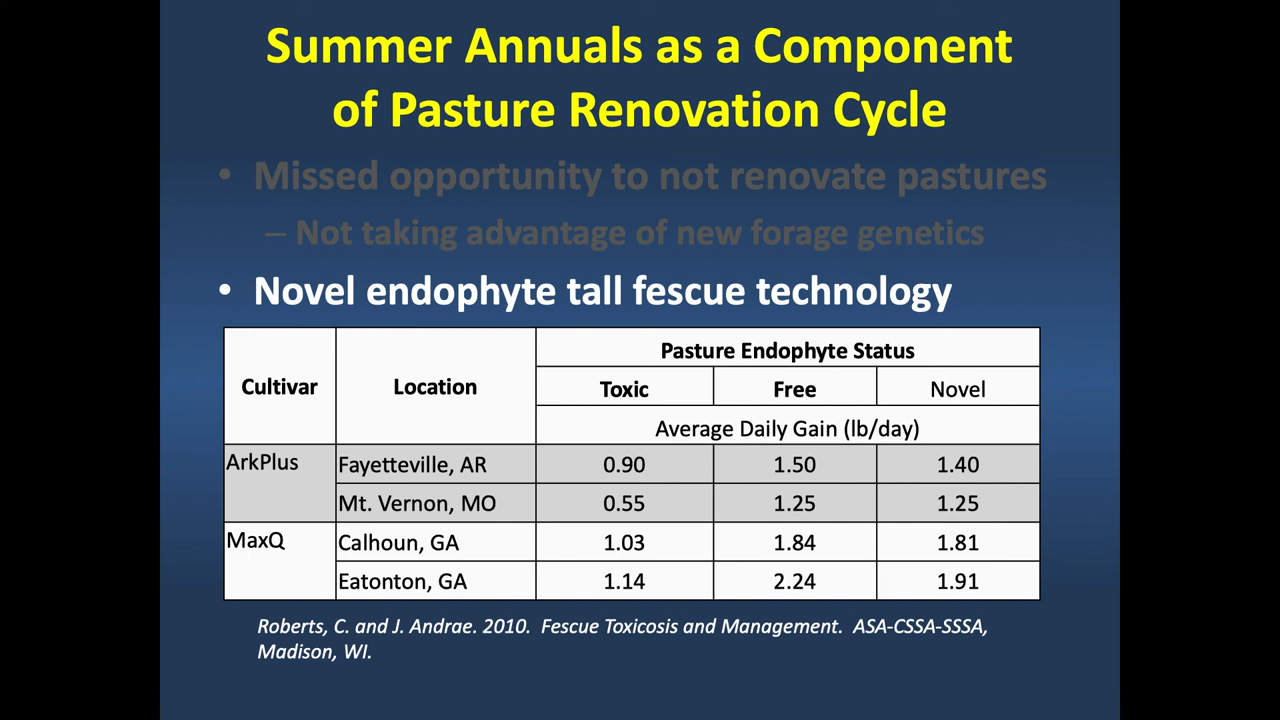 Summer Annuals as a Component
of Pasture Renovation Cycle
• Missed opportunity to not renovate pastures
– Not taking advantage of new forage genetics
• Novel endophyte tall fescue technology
Cultivar Location Pasture Endophyte Status
Toxic Free Novel
Average Daily Gain (lb/day)
ArkPlus Fayetteville, AR 0.90 1.50 1.40
Mt. Vernon, MO 0.55 1.25 1.25
MaxQ Calhoun, GA 1.03 1.84 1.81
Eatonton, GA 1.14 2.24 1.91
Roberts, C. and J. Andrae. 2010. Fescue Toxicosis and Management. ASA-CSSA-SSSA,
Madison, WI.